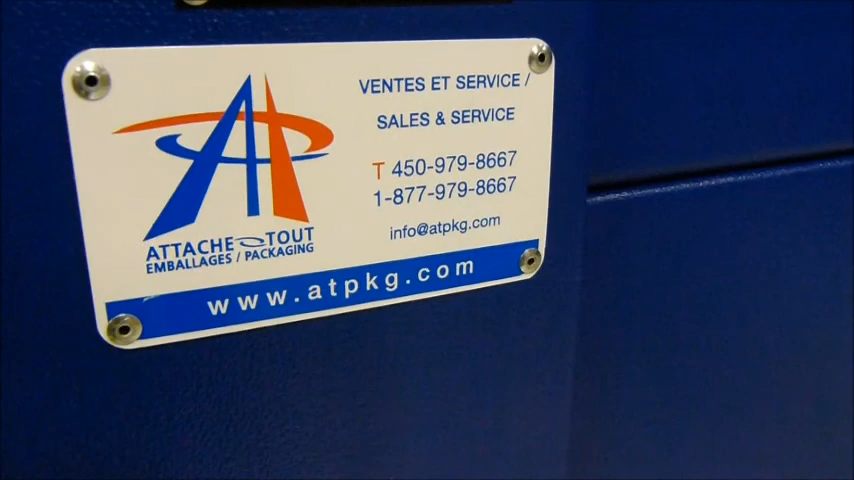 ATTACHE TOUT
EMBALLAGES / PACKAGING
VENTES ET SERVICE /
SALES & SERVICE
T 450-979-8667
1-877-979-8667
info@atpkg.com
www.atpkg.com